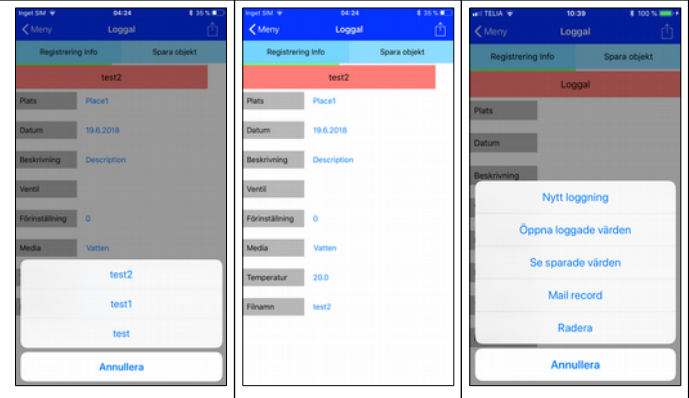 Inget SIM 04:24 35 %
Meny Loggal
Registrering Info Spara objekt
test2
Plats Place1
Datum 19.6.2018
Beskrivning Description
Ventil
Förinställning 0
Media Vatten
test2
test1
test
Annullera
Inget SIM 04:24 35 %
Meny Loggal
Registrering Info Spara objekt
test2
Plats Place1
Datum 19.6.2018
Beskrivning Description
Ventil
Förinställning 0
Media Vatten
Temperatur 20.0
Filnamn test2
TELIA 10:39 100 %
Meny Loggal
Registrering Info Spara objekt
Loggal
Plats
Datum
Beskrivning
Nytt loggning
Öppna loggade värden
Se sparade värden
Mail record
Radera
Annullera